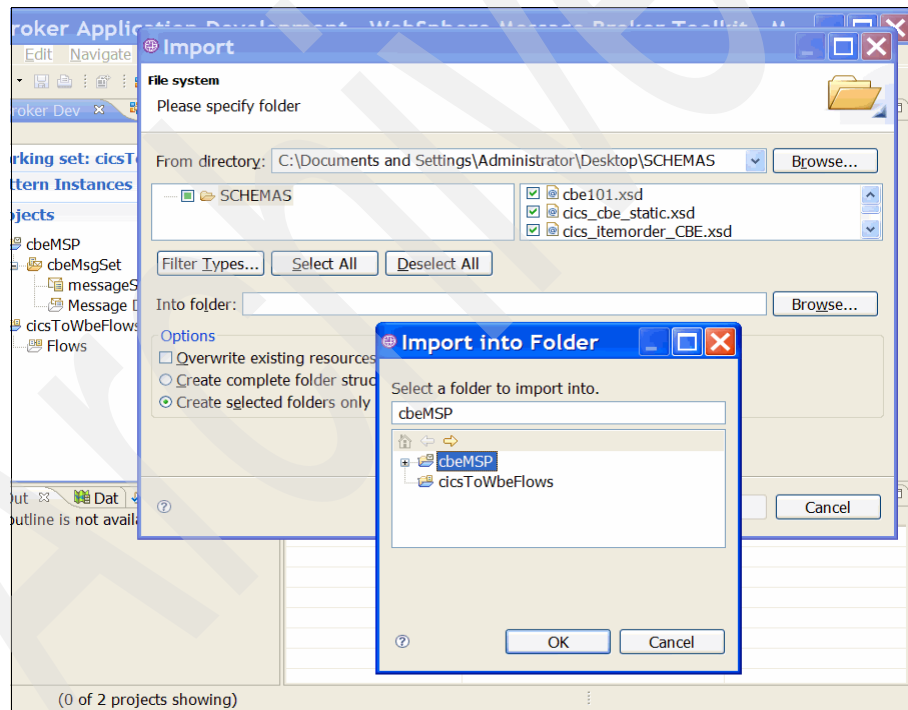 roker Application Development - WebSphere Message Broker Toolkit - M
Edit Navigate
Import
File system
Please specify folder
roker Dev
rking set: cicsT
ttern Instances
ojects
cbeMSP
cbeMsgSet
messageS
Message D
cicsToWbeFlows
Flows
From directory: C:\Documents and Settings\Administrator\Desktop\SCHEMAS Browse...
SCHEMAS
cbe101.xsd
cics_cbe_static.xsd
cics_itemorder_CBE.xsd
Filter Types... Select All Deselect All
Into folder: Browse...
Options
Overwrite existing resources
Create complete folder struc
Create selected folders only
Cancel
Import into Folder
Select a folder to import into.
cbeMSP
cbeMSP
cicsToWbeFlows
OK Cancel
Out Dat
outline is not availa
(0 of 2 projects showing)